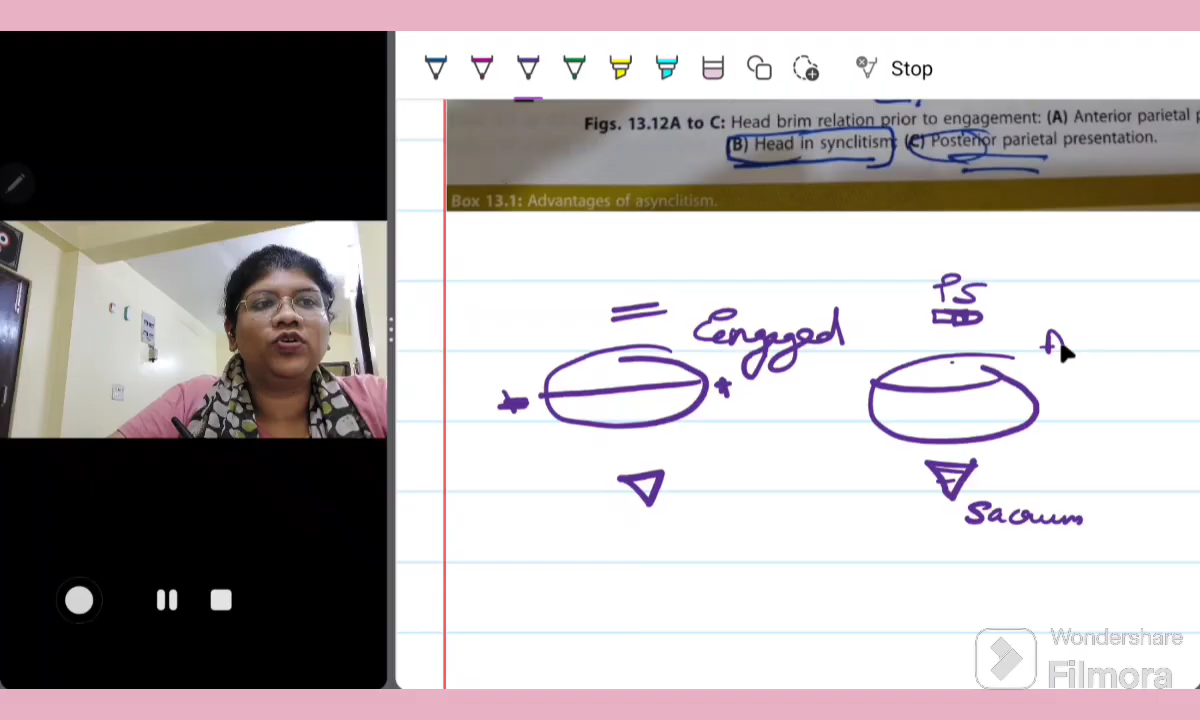 Stop
Figs. 13.12A to C: Head brim relation prior to engagement: (A) Anterior parietal p
(B) Head in synclitism; (C) Posterior parietal presentation.
Box 13.1: Advantages of asynclitism.
Engaged
PS
A
Sacrum
Wondershare
Filmora